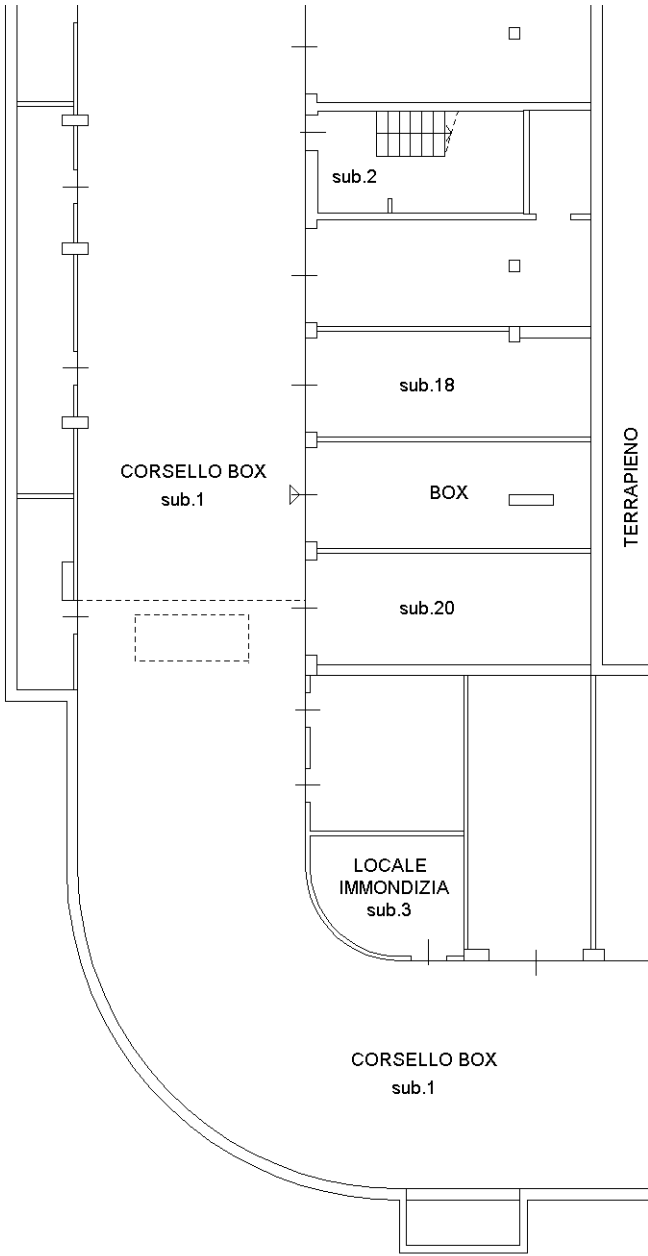 sub.2
sub.18
CORSELLO BOX
sub.1
BOX
TERRAPIENO
sub.20
LOCALE
IMMONDIZIA
sub.3
CORSELLO BOX
sub.1